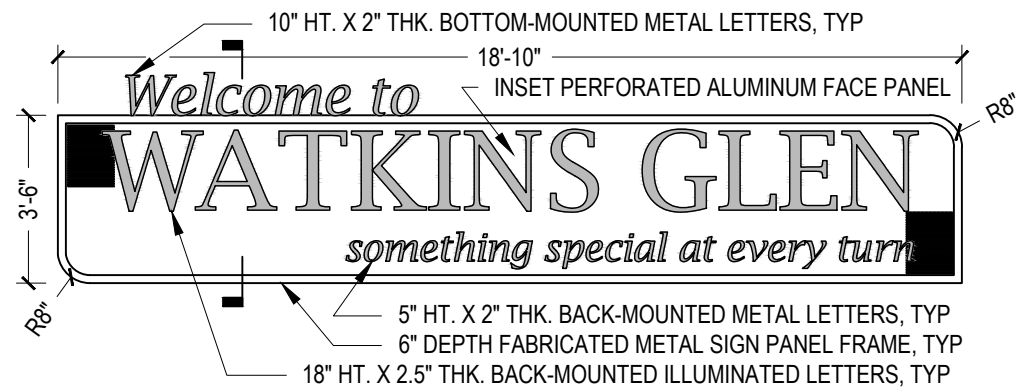 10" HT. X 2" THK. BOTTOM-MOUNTED METAL LETTERS, TYP
18'-10"
Welcome to
INSET PERFORATED ALUMINUM FACE PANEL
R8"
WATKINS GLEN
3'-6"
something special at every turn
R8"
5" HT. X 2" THK. BACK-MOUNTED METAL LETTERS, TYP
6" DEPTH FABRICATED METAL SIGN PANEL FRAME, TYP
18" HT. X 2.5" THK. BACK-MOUNTED ILLUMINATED LETTERS, TYP